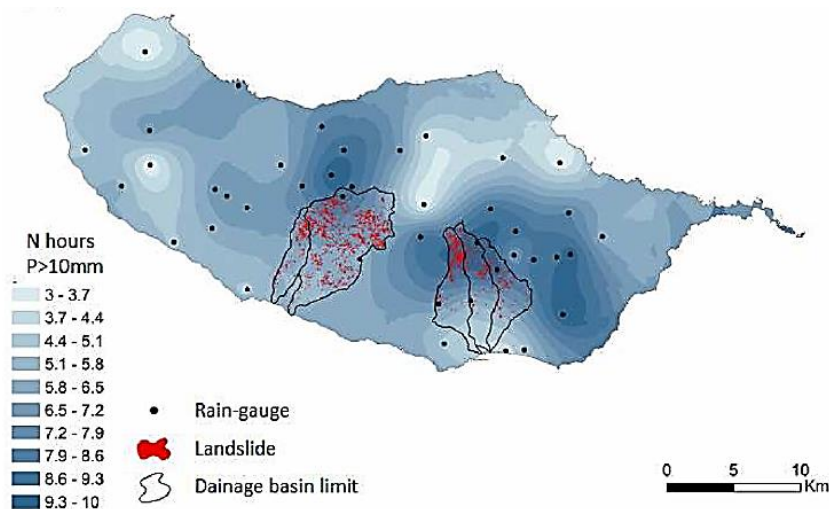 N hours
P>10mm
3 - 3.7
3.7 - 4.4
4.4 - 5.1
5.1 - 5.8
5.8 - 6.5
6.5 - 7.2
7.2 - 7.9
7.9 - 8.6
8.6 - 9.3
9.3 - 10
Rain-gauge
Landslide
Dainage basin limit
0 5 10
Km